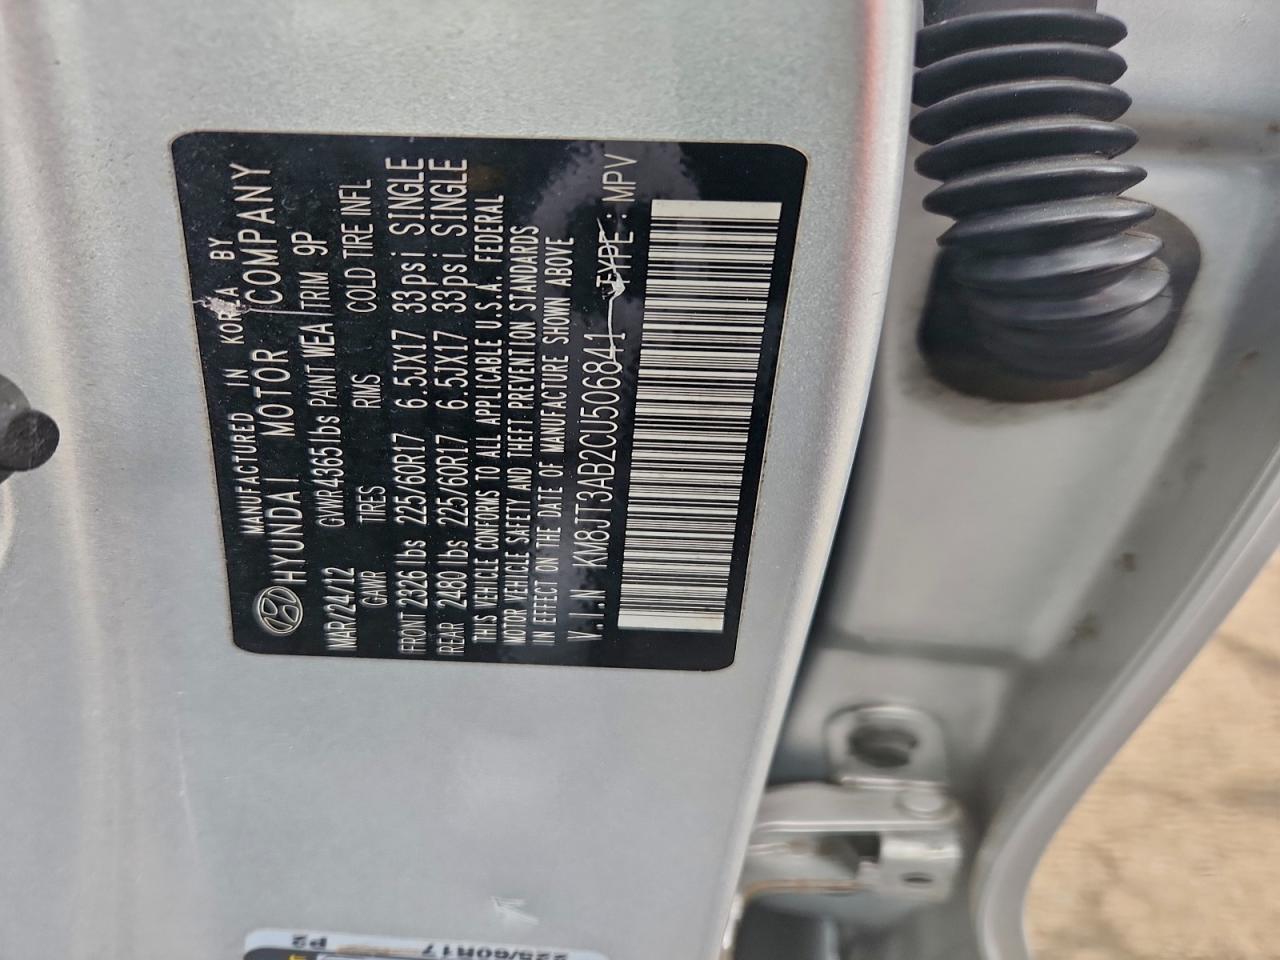 MANUFACTURED IN KOREA BY
HYUNDAI MOTOR COMPANY
MAR/24/12 GVWR4365lbs PAINT WEA TRIM 9P
GAWR TIRES RIMS COLD TIRE INFL
FRONT 2326 lbs 225/60R17 6.5JX17 33psi SINGLE
REAR 2480 lbs 225/60R17 6.5JX17 33psi SINGLE
THIS VEHICLE CONFORMS TO ALL APPLICABLE U.S.A. FEDERAL
MOTOR VEHICLE SAFETY AND THEFT PREVENTION STANDARDS
IN EFFECT ON THE DATE OF MANUFACTURE SHOWN ABOVE
V.I.N KM8JT3AB2CU506841 TYPE : MPV
P2
225/60R17